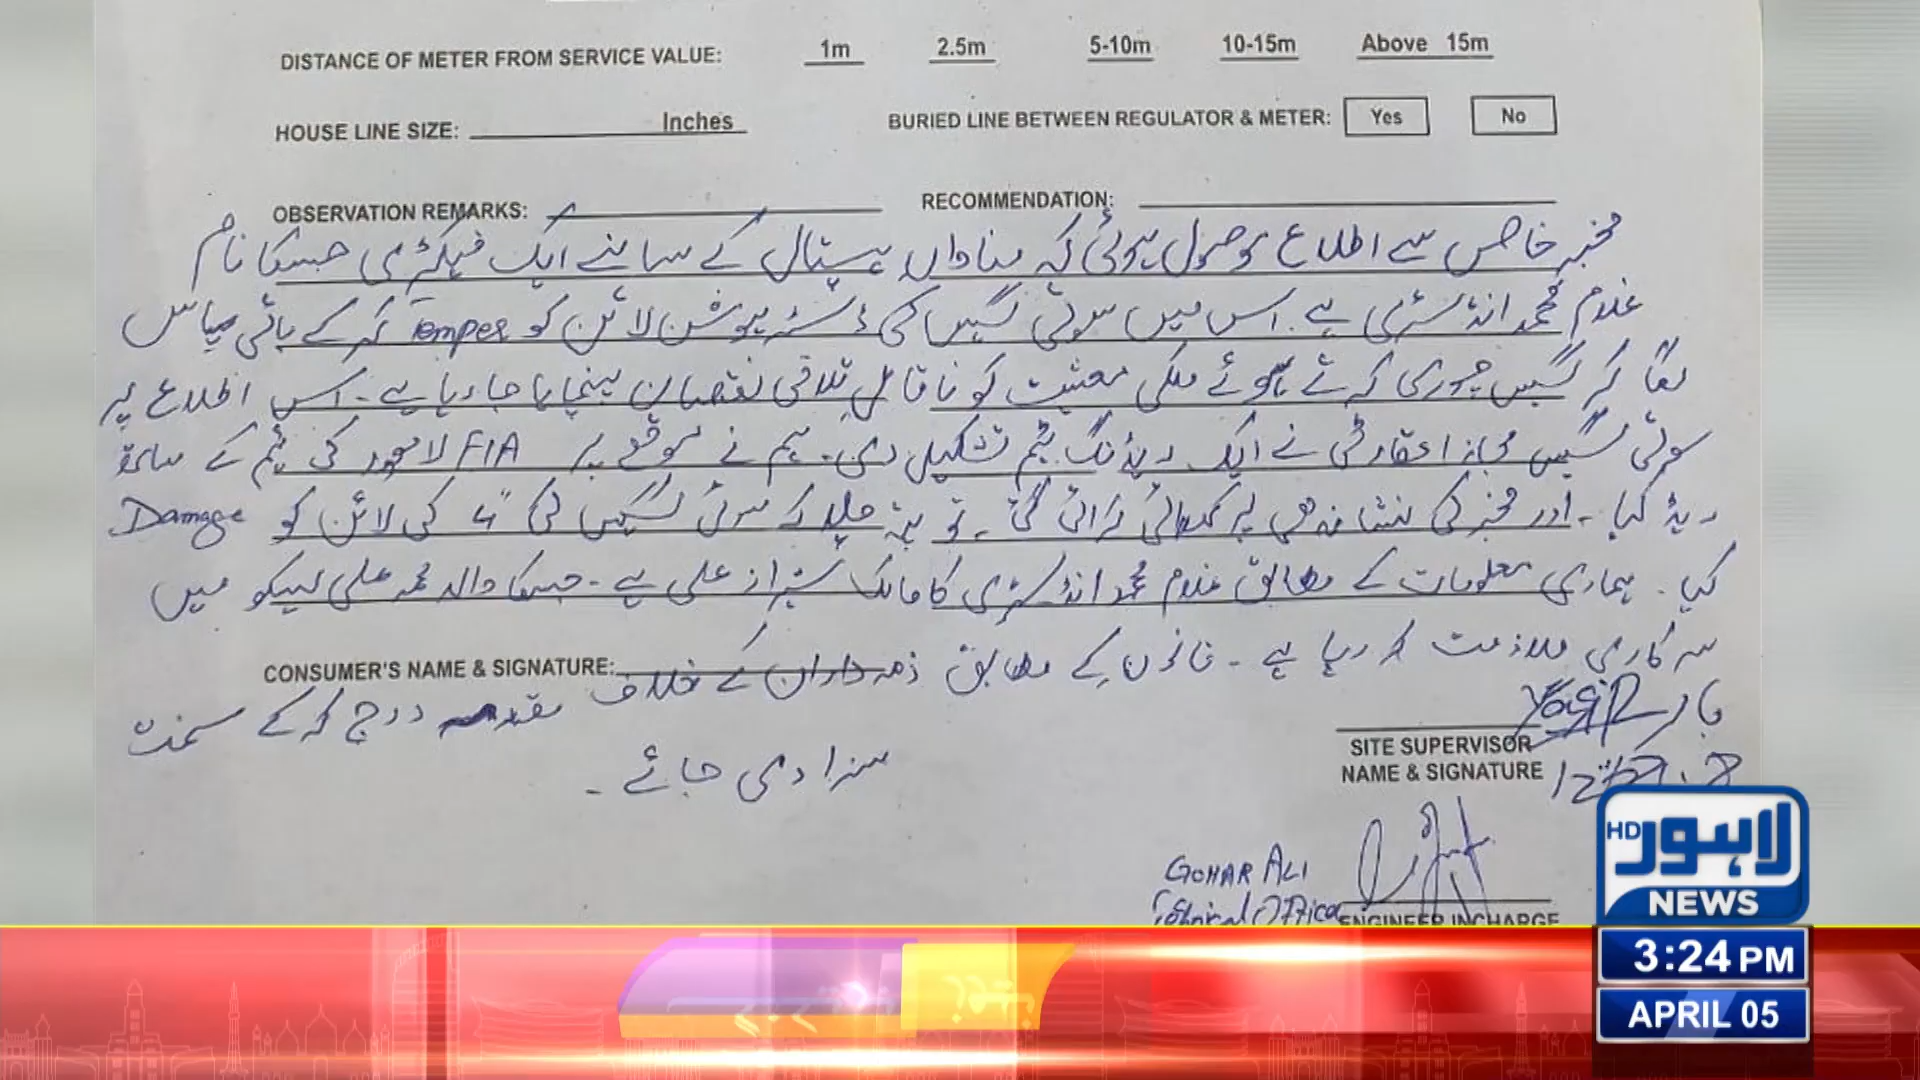 DISTANCE OF METER FROM SERVICE VALUE: 1m 2.5m 5-10m 10-15m Above 15m
HOUSE LINE SIZE: Inches BURIED LINE BETWEEN REGULATOR & METER: Yes No
OBSERVATION REMARKS: RECOMMENDATION:
مخبر خاص سے اطلاع موصول ہوئی کہ مناواں ہسپتال کے سامنے ایک فیکٹری جسکا نام
غلام محمد انڈسٹری ہے۔ اس میں سوئی گیس کی ڈسٹری بیوشن لائن کو Temper کر کے بائی پاس
لگا کر گیس چوری کرتے ہوئے ملکی معیشت کو ناقابل تلافی نقصان پہنچایا جا رہا ہے۔ اس اطلاع پر
سوئی گیس مجاز اتھارٹی نے ایک ریڈنگ ٹیم تشکیل دی۔ ہم نے موقع پر FIA لاہور کی ٹیم کے ساتھ
ریڈ کیا۔ اور مخبر کی نشاندہی پر کھدائی کرائی گئی۔ تو پتہ چلا کہ سوئی گیس کی 4" کی لائن کو Damage
کیا۔ ہماری معلومات کے مطابق غلام محمد انڈسٹری کا مالک شیراز علی ہے۔ جسکا والد محمد علی لیسکو میں
سرکاری ملازمت کر رہا ہے۔ قانون کے مطابق ذمہ داران کے خلاف
CONSUMER'S NAME & SIGNATURE:
مقدمہ درج کر کے سخت
سزا دی جائے۔
SITE SUPERVISOR
NAME & SIGNATURE
GOHAR ALI
ENGINEER INCHARGE
HD لاہور
NEWS
3:24 PM
APRIL 05